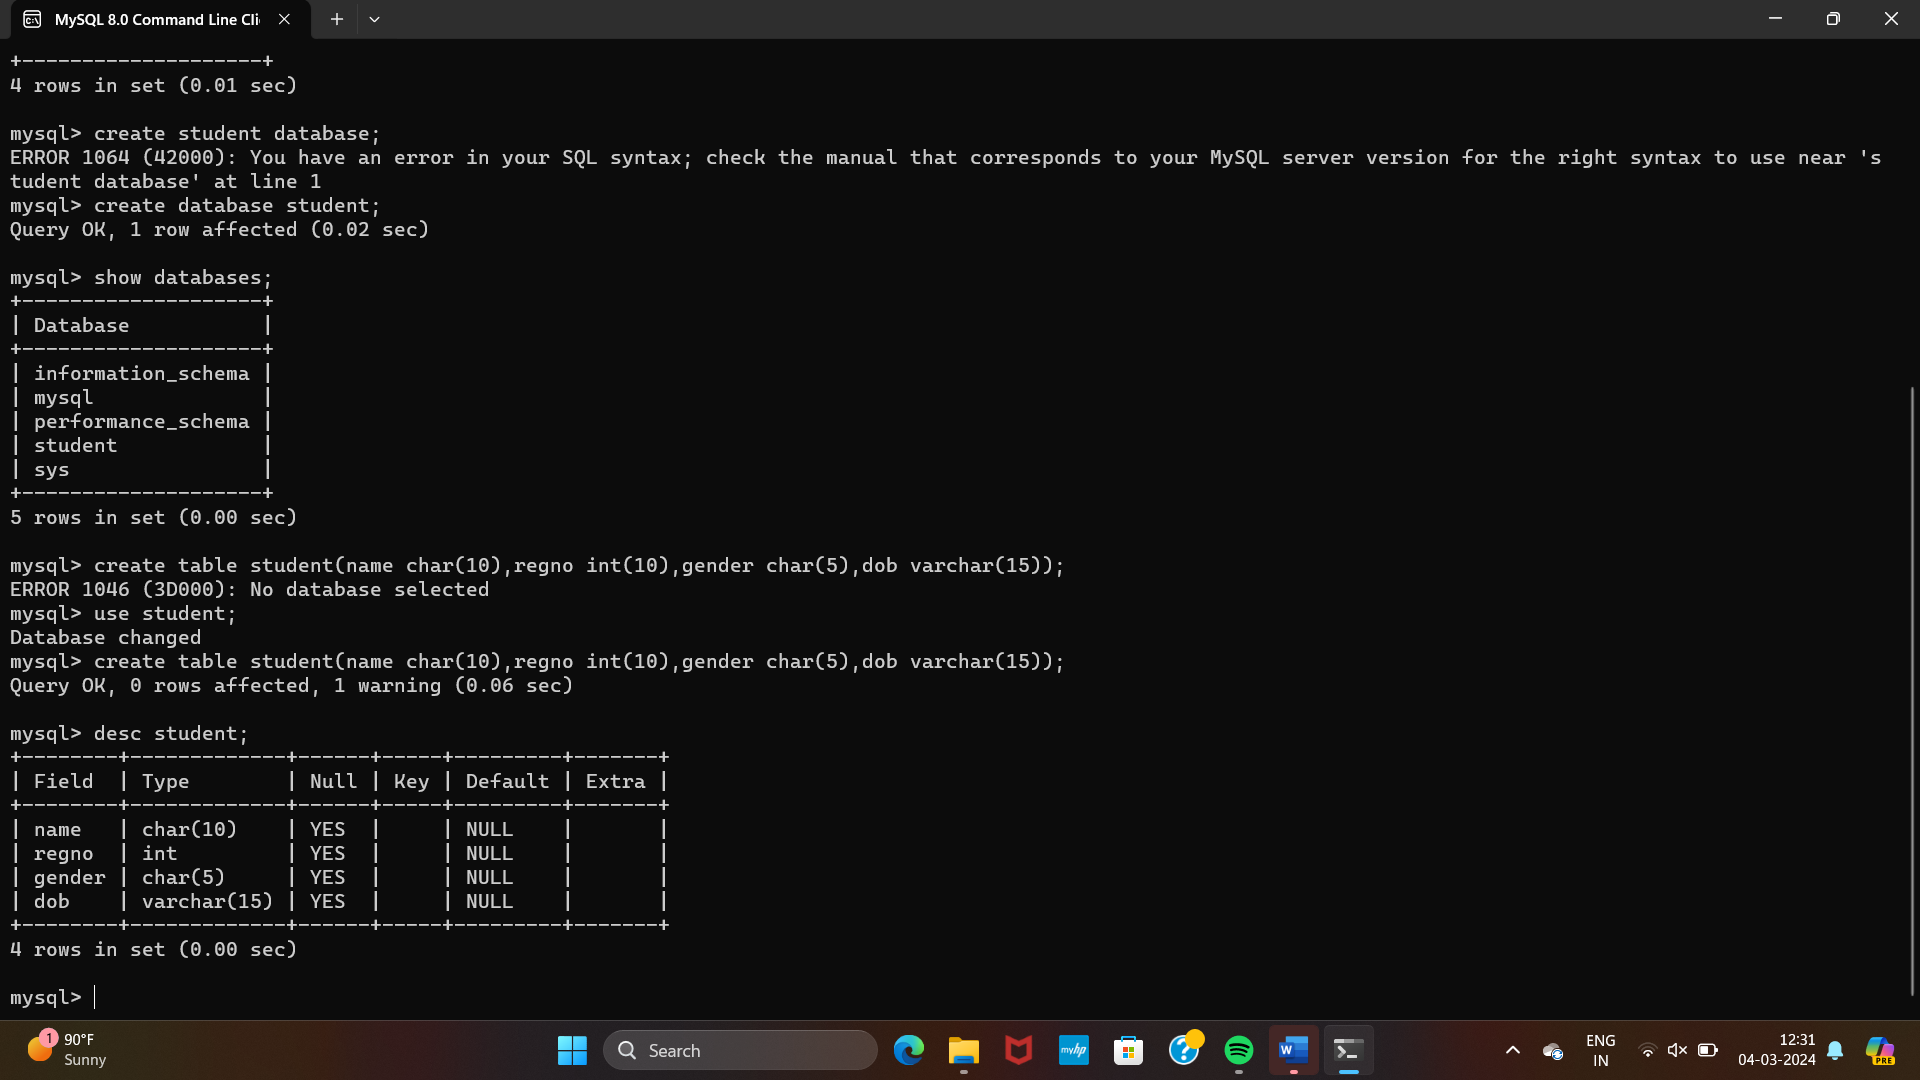 MySQL 8.0 Command Line Cli
+--------------------+
4 rows in set (0.01 sec)
mysql> create student database;
ERROR 1064 (42000): You have an error in your SQL syntax; check the manual that corresponds to your MySQL server version for the right syntax to use near 's
tudent database' at line 1
mysql> create database student;
Query OK, 1 row affected (0.02 sec)
mysql> show databases;
+--------------------+
| Database           |
+--------------------+
| information_schema |
| mysql              |
| performance_schema |
| student            |
| sys                |
+--------------------+
5 rows in set (0.00 sec)
mysql> create table student(name char(10),regno int(10),gender char(5),dob varchar(15));
ERROR 1046 (3D000): No database selected
mysql> use student;
Database changed
mysql> create table student(name char(10),regno int(10),gender char(5),dob varchar(15));
Query OK, 0 rows affected, 1 warning (0.06 sec)
mysql> desc student;
+--------+-------------+------+-----+---------+-------+
| Field  | Type        | Null | Key | Default | Extra |
+--------+-------------+------+-----+---------+-------+
| name   | char(10)    | YES  |     | NULL    |       |
| regno  | int         | YES  |     | NULL    |       |
| gender | char(5)     | YES  |     | NULL    |       |
| dob    | varchar(15) | YES  |     | NULL    |       |
+--------+-------------+------+-----+---------+-------+
4 rows in set (0.00 sec)
mysql>
1
90°F
Sunny
Search
myhp
?
W
ENG
IN
12:31
04-03-2024
PRE